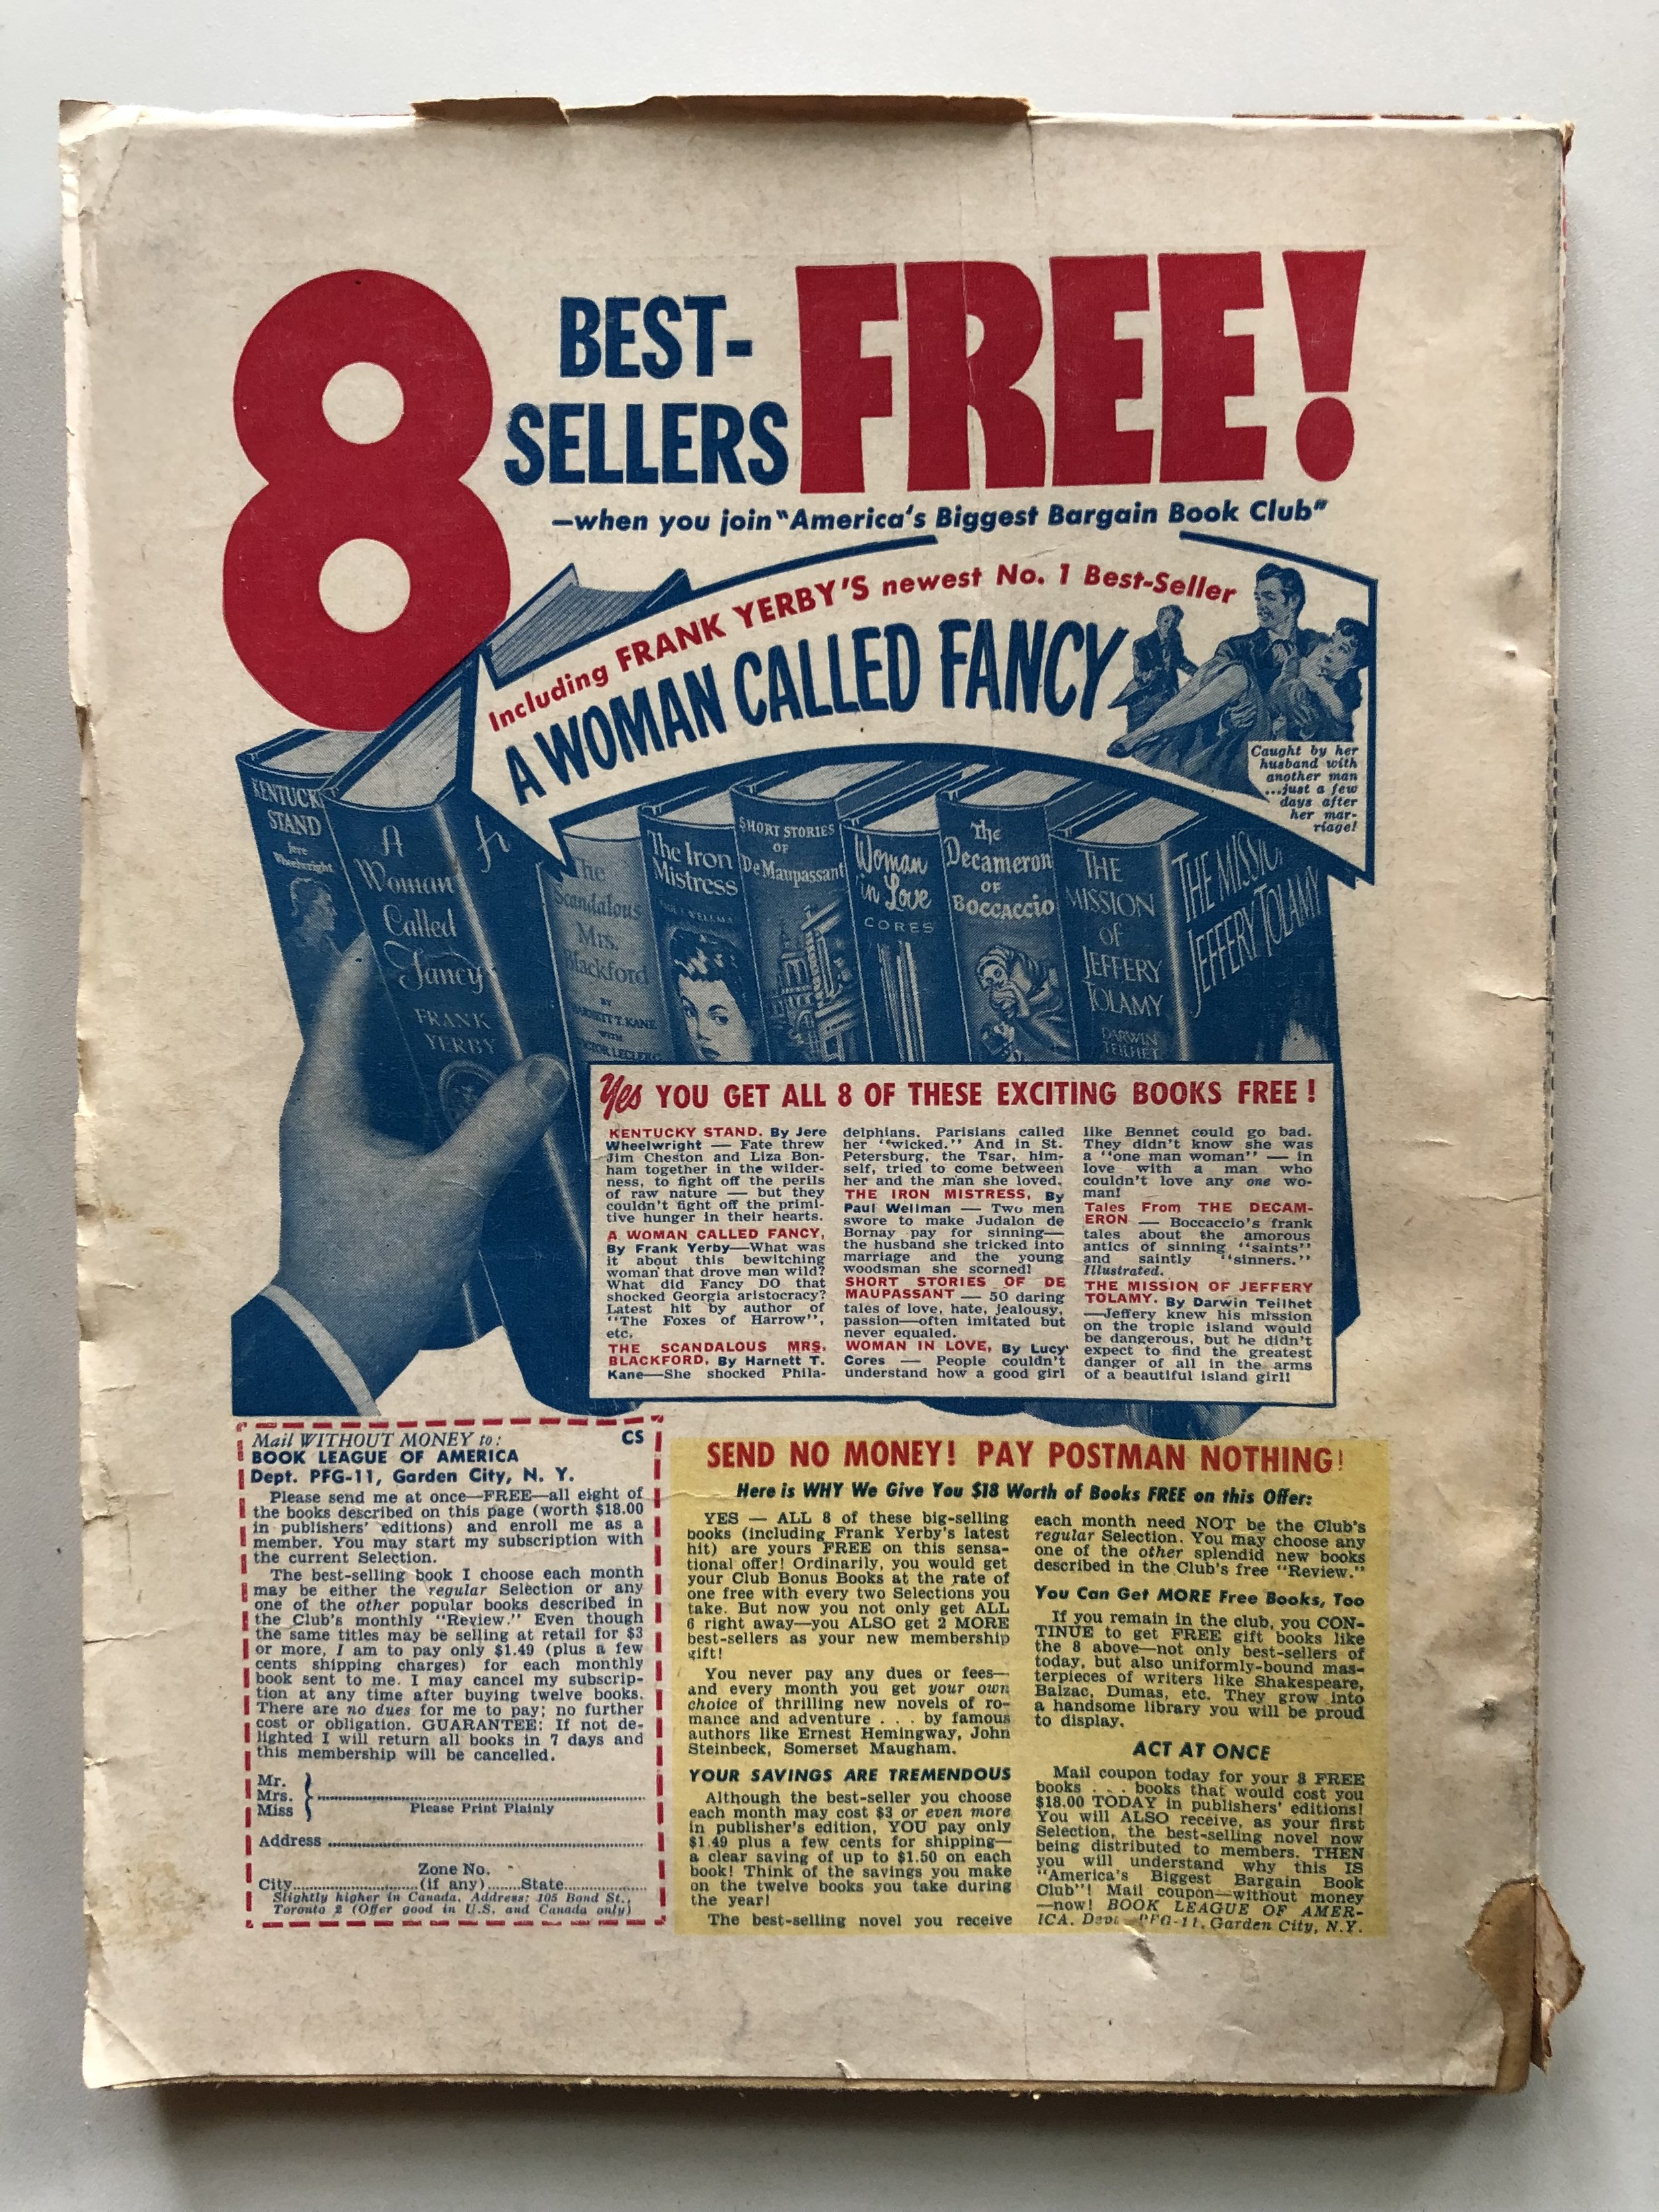 8
BEST-
SELLERS
FREE!
—when you join "America's Biggest Bargain Book Club"
Including FRANK YERBY'S newest No. 1 Best-Seller
A WOMAN CALLED FANCY
Caught by her
husband with
another man
...just a few
days after
her mar-
riage!
KENTUCKY
STAND
Jere
Wheelwright
A
Woman
Called
Fancy
FRANK
YERBY
The
Scandalous
Mrs.
Blackford
BY
HARNETT T. KANE
WITH
VICTOR LECLERC
The Iron
Mistress
PAUL I. WELLMAN
SHORT STORIES
OF
De Maupassant
Woman
in Love
CORES
The
Decameron
OF
BOCCACCIO
THE
MISSION
OF
JEFFERY
TOLAMY
DARWIN
TEILHET
THE MISSION
JEFFERY TOLAMY
Yes YOU GET ALL 8 OF THESE EXCITING BOOKS FREE!
KENTUCKY STAND. By Jere
Wheelwright — Fate threw
Jim Cheston and Liza Bon-
ham together in the wilder-
ness, to fight off the perils
of raw nature — but they
couldn't fight off the primi-
tive hunger in their hearts.
A WOMAN CALLED FANCY,
By Frank Yerby—What was
it about this bewitching
woman that drove men wild?
What did Fancy DO that
shocked Georgia aristocracy?
Latest hit by author of
"The Foxes of Harrow",
etc.
THE SCANDALOUS MRS.
BLACKFORD. By Harnett T.
Kane—She shocked Phila-
delphians. Parisians called
her "wicked." And in St.
Petersburg, the Tsar, him-
self, tried to come between
her and the man she loved.
THE IRON MISTRESS, By
Paul Wellman — Two men
swore to make Judalon de
Bornay pay for sinning—
the husband she tricked into
marriage and the young
woodsman she scorned!
SHORT STORIES OF DE
MAUPASSANT — 50 daring
tales of love, hate, jealousy,
passion—often imitated but
never equaled.
WOMAN IN LOVE, By Lucy
Cores — People couldn't
understand how a good girl
like Bennet could go bad.
They didn't know she was
a "one man woman" — in
love with a man who
couldn't love any one wo-
man!
Tales From THE DECAM-
ERON — Boccaccio's frank
tales about the amorous
antics of sinning "saints"
and saintly "sinners."
Illustrated.
THE MISSION OF JEFFERY
TOLAMY. By Darwin Teilhet
—Jeffery knew his mission
on the tropic island would
be dangerous, but he didn't
expect to find the greatest
danger of all in the arms
of a beautiful island girl!
Mail WITHOUT MONEY to: CS
BOOK LEAGUE OF AMERICA
Dept. PFG-11, Garden City, N. Y.
Please send me at once—FREE—all eight of
the books described on this page (worth $18.00
in publishers' editions) and enroll me as a
member. You may start my subscription with
the current Selection.
The best-selling book I choose each month
may be either the regular Selection or any
one of the other popular books described in
the Club's monthly "Review." Even though
the same titles may be selling at retail for $3
or more, I am to pay only $1.49 (plus a few
cents shipping charges) for each monthly
book sent to me. I may cancel my subscrip-
tion at any time after buying twelve books.
There are no dues for me to pay; no further
cost or obligation. GUARANTEE: If not de-
lighted I will return all books in 7 days and
this membership will be cancelled.
Mr.
Mrs.
Miss
Please Print Plainly
Address
Zone No.
City (if any) State
Slightly higher in Canada. Address: 105 Bond St.,
Toronto 2 (Offer good in U.S. and Canada only)
SEND NO MONEY! PAY POSTMAN NOTHING!
Here is WHY We Give You $18 Worth of Books FREE on this Offer:
YES — ALL 8 of these big-selling
books (including Frank Yerby's latest
hit) are yours FREE on this sensa-
tional offer! Ordinarily, you would get
your Club Bonus Books at the rate of
one free with every two Selections you
take. But now you not only get ALL
6 right away—you ALSO get 2 MORE
best-sellers as your new membership
gift!
You never pay any dues or fees—
and every month you get your own
choice of thrilling new novels of ro-
mance and adventure . . . by famous
authors like Ernest Hemingway, John
Steinbeck, Somerset Maugham.
YOUR SAVINGS ARE TREMENDOUS
Although the best-seller you choose
each month may cost $3 or even more
in publisher's edition, YOU pay only
$1.49 plus a few cents for shipping—
a clear saving of up to $1.50 on each
book! Think of the savings you make
on the twelve books you take during
the year!
The best-selling novel you receive
each month need NOT be the Club's
regular Selection. You may choose any
one of the other splendid new books
described in the Club's free "Review."
You Can Get MORE Free Books, Too
If you remain in the club, you CON-
TINUE to get FREE gift books like
the 8 above—not only best-sellers of
today, but also uniformly-bound mas-
terpieces of writers like Shakespeare,
Balzac, Dumas, etc. They grow into
a handsome library you will be proud
to display.
ACT AT ONCE
Mail coupon today for your 8 FREE
books . . . books that would cost you
$18.00 TODAY in publishers' editions!
You will ALSO receive, as your first
Selection, the best-selling novel now
being distributed to members. THEN
you will understand why this IS
"America's Biggest Bargain Book
Club"! Mail coupon—without money
—now! BOOK LEAGUE OF AMER-
ICA. Dept. PFG-11, Garden City, N.Y.